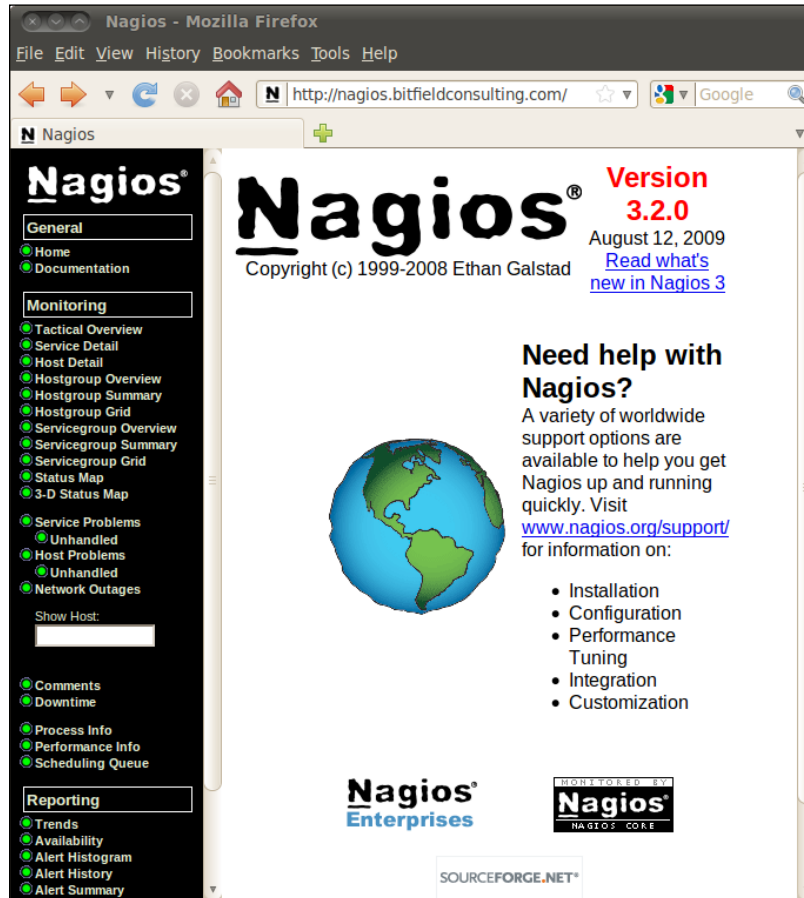 Nagios - Mozilla Firefox
File Edit View History Bookmarks Tools Help
N http://nagios.bitfieldconsulting.com/ Google
N Nagios
Nagios®
General
Home
Documentation
Monitoring
Tactical Overview
Service Detail
Host Detail
Hostgroup Overview
Hostgroup Summary
Hostgroup Grid
Servicegroup Overview
Servicegroup Summary
Servicegroup Grid
Status Map
3-D Status Map
Service Problems
Unhandled
Host Problems
Unhandled
Network Outages
Show Host:
Comments
Downtime
Process Info
Performance Info
Scheduling Queue
Reporting
Trends
Availability
Alert Histogram
Alert History
Alert Summary
Nagios®
Copyright (c) 1999-2008 Ethan Galstad
Version
3.2.0
August 12, 2009
Read what's
new in Nagios 3
Need help with
Nagios?
A variety of worldwide
support options are
available to help you get
Nagios up and running
quickly. Visit
www.nagios.org/support/
for information on:
• Installation
• Configuration
• Performance
Tuning
• Integration
• Customization
Nagios®
Enterprises
MONITORED BY
Nagios®
NAGIOS CORE
SOURCEFORGE.NET®